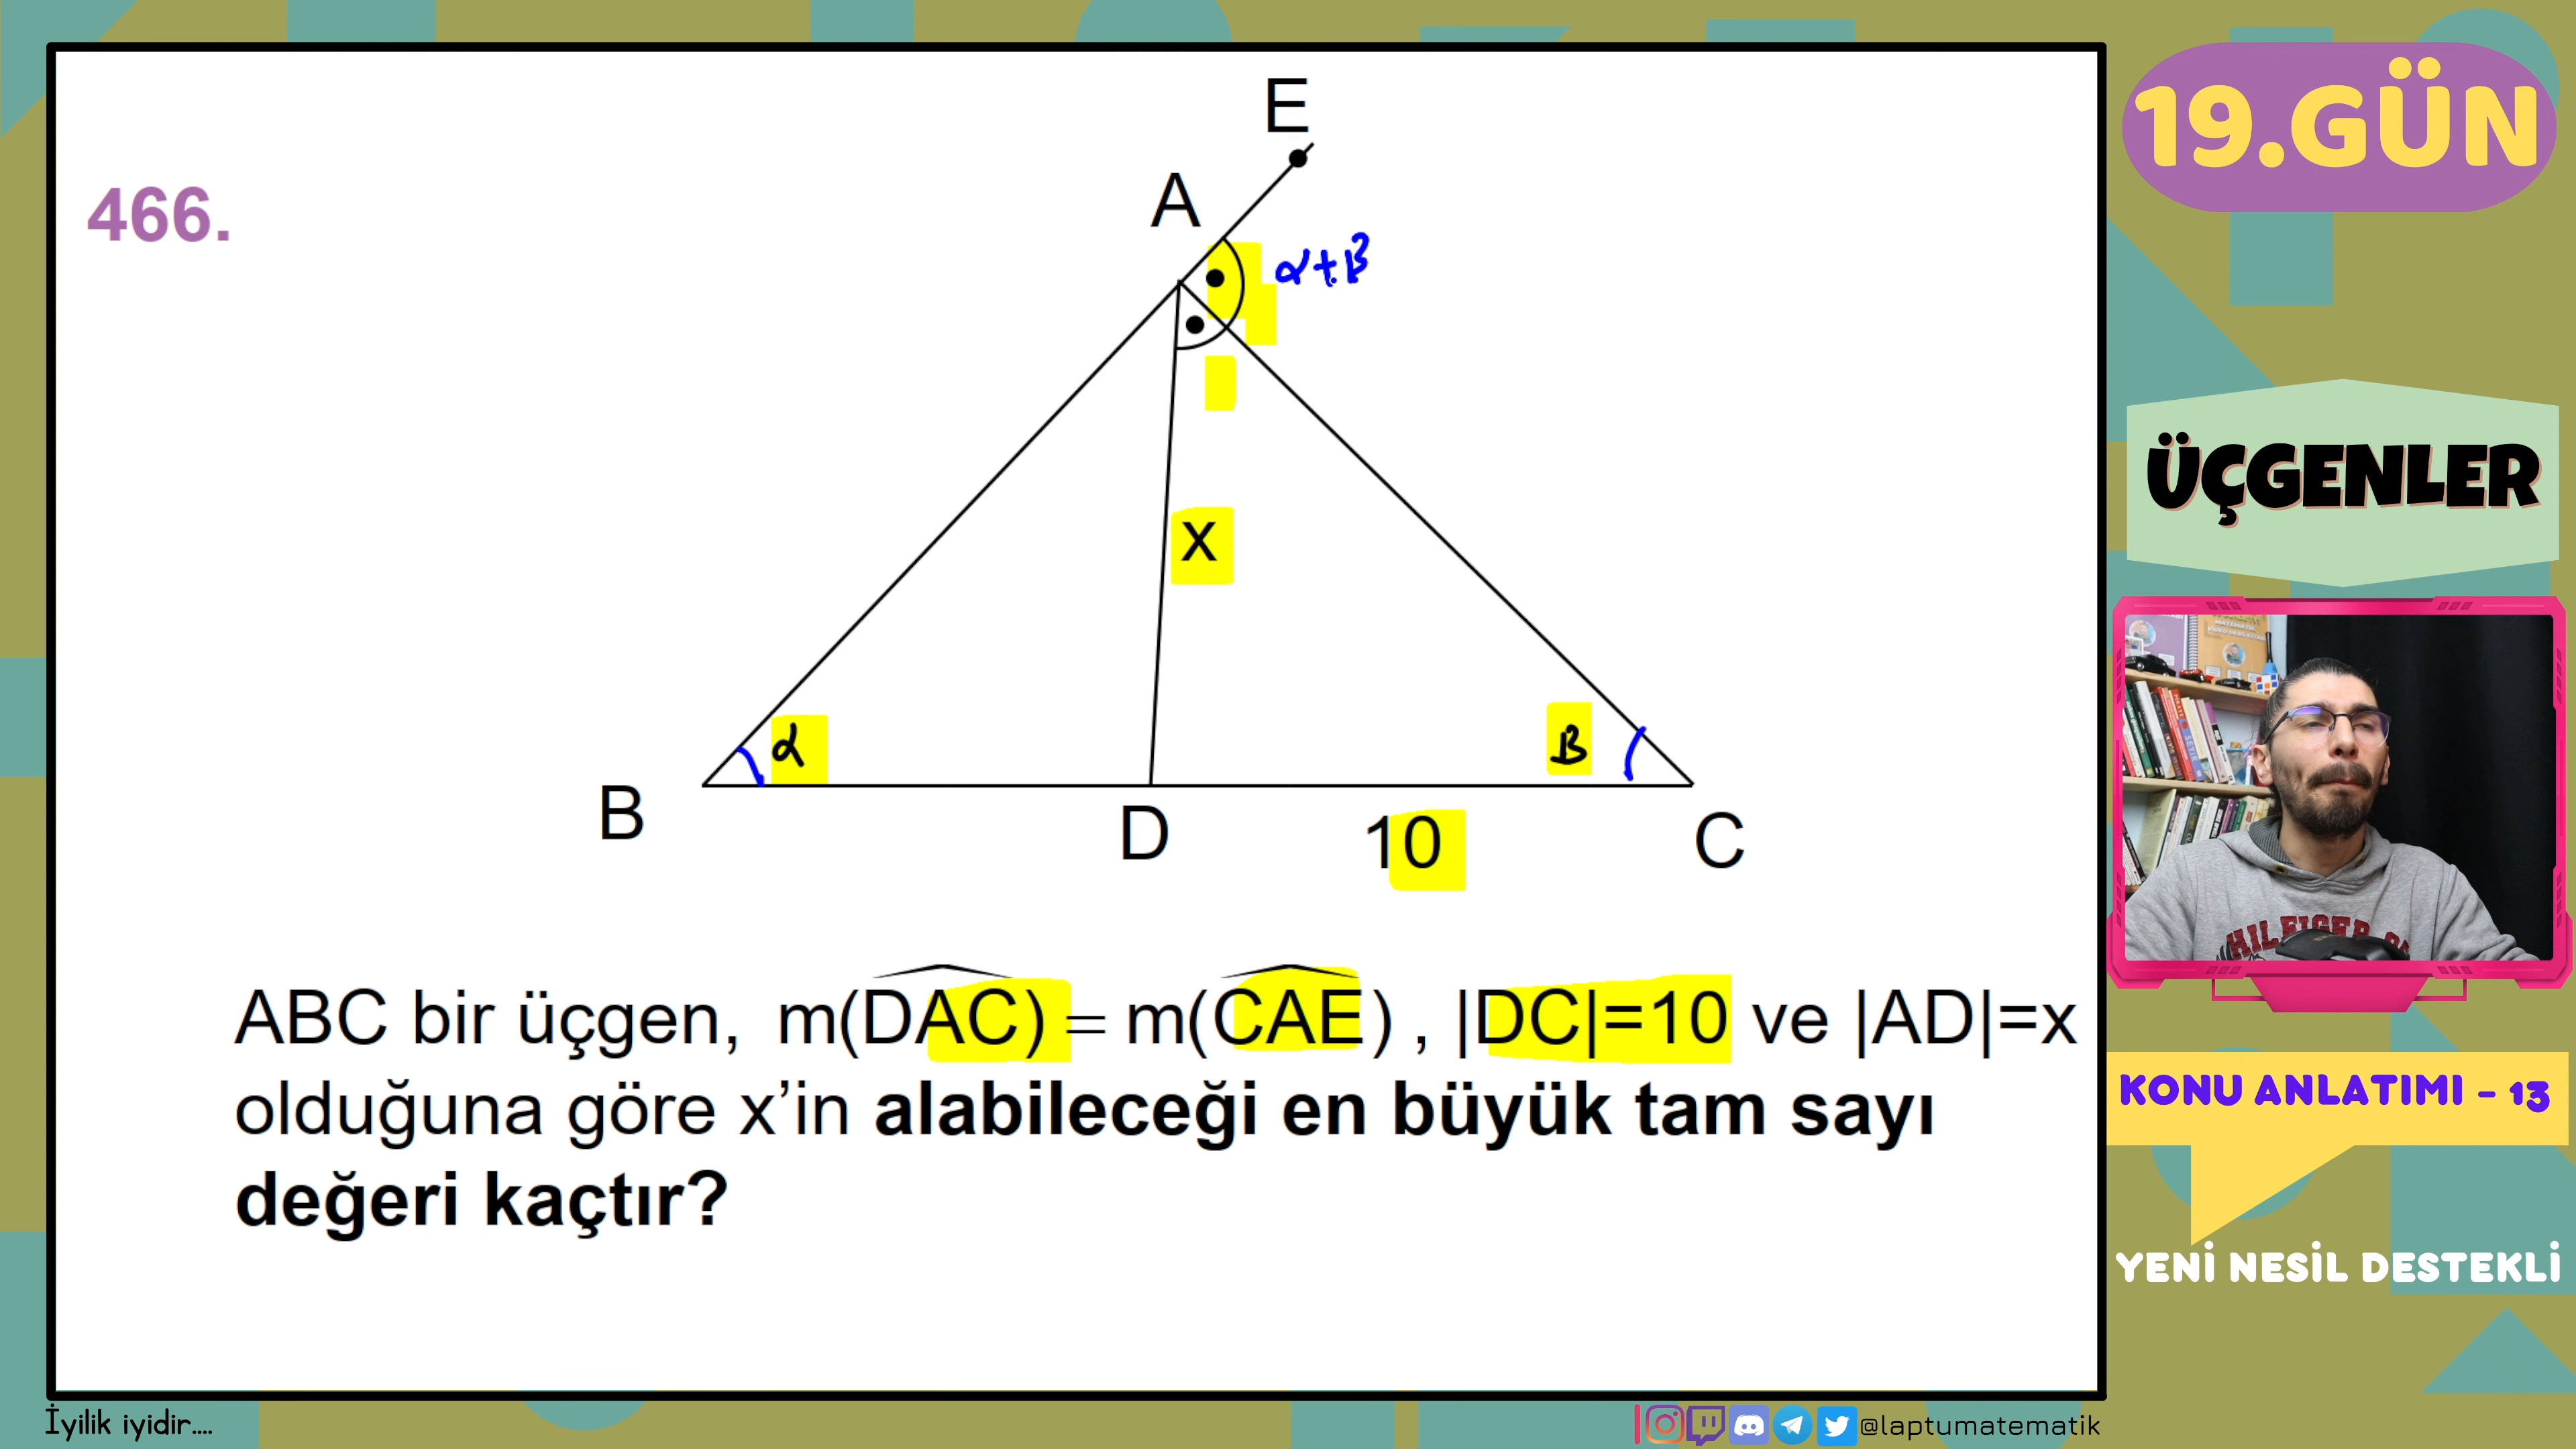 19.GÜN
466.
E
A
α+β
ÜÇGENLER
x
α
β
B
D
10
C
ABC bir üçgen, m(DAC) = m(CAE) , |DC|=10 ve |AD|=x
olduğuna göre x’in alabileceği en büyük tam sayı
değeri kaçtır?
KONU ANLATIMI - 13
YENİ NESİL DESTEKLİ
İyilik iyidir....
@laptumatematik